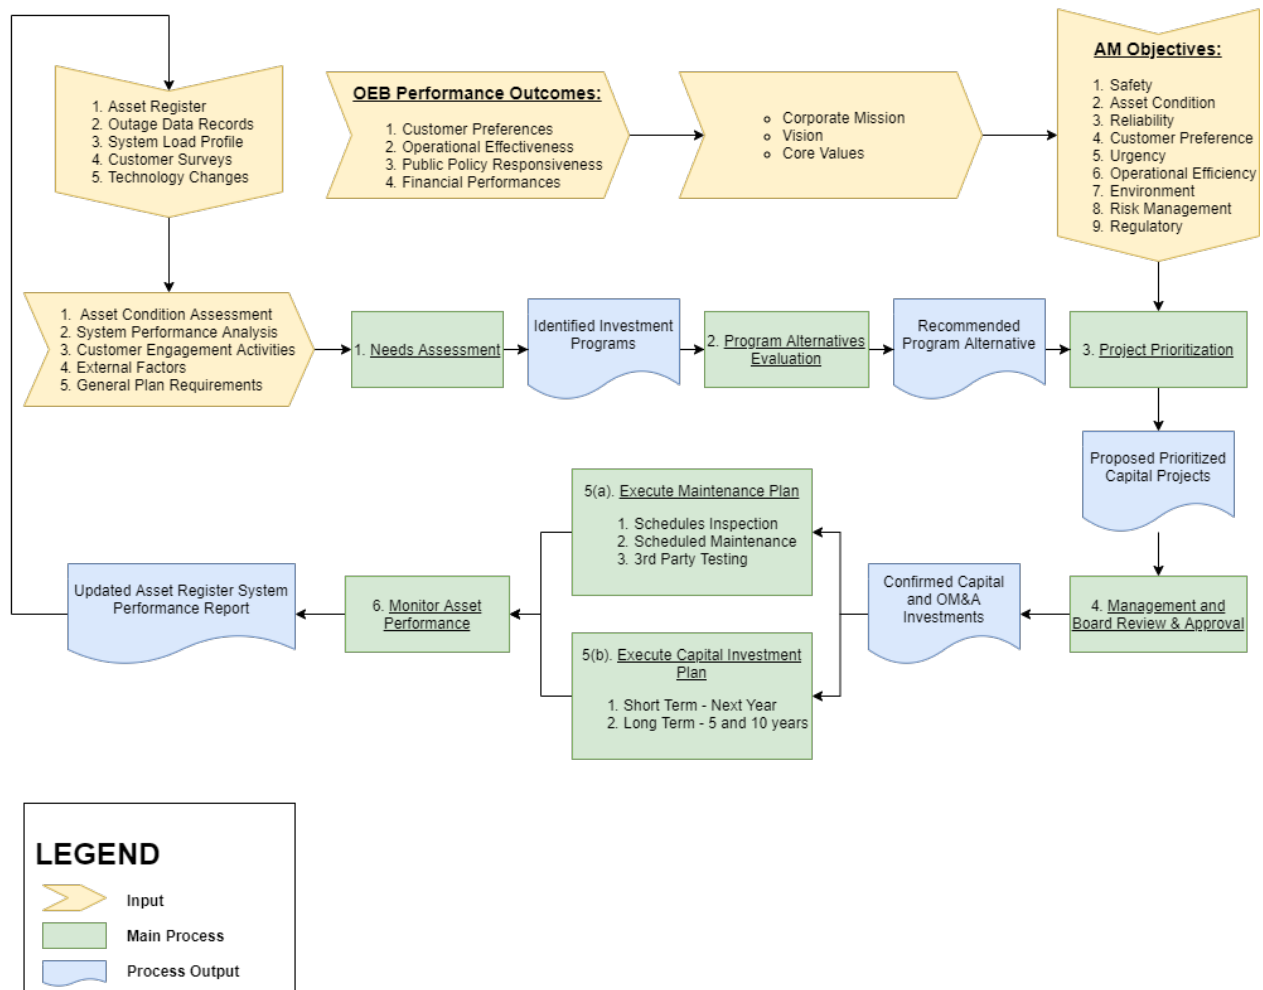 1. Asset Register
2. Outage Data Records
3. System Load Profile
4. Customer Surveys
5. Technology Changes
OEB Performance Outcomes:
1. Customer Preferences
2. Operational Effectiveness
3. Public Policy Responsiveness
4. Financial Performances
Corporate Mission
Vision
Core Values
AM Objectives:
1. Safety
2. Asset Condition
3. Reliability
4. Customer Preference
5. Urgency
6. Operational Efficiency
7. Environment
8. Risk Management
9. Regulatory
1. Asset Condition Assessment
2. System Performance Analysis
3. Customer Engagement Activities
4. External Factors
5. General Plan Requirements
1. Needs Assessment
Identified Investment
Programs
2. Program Alternatives
Evaluation
Recommended
Program Alternative
3. Project Prioritization
Proposed Prioritized
Capital Projects
4. Management and
Board Review & Approval
Confirmed Capital
and OM&A
Investments
5(a). Execute Maintenance Plan
1. Schedules Inspection
2. Scheduled Maintenance
3. 3rd Party Testing
5(b). Execute Capital Investment
Plan
1. Short Term - Next Year
2. Long Term - 5 and 10 years
6. Monitor Asset
Performance
Updated Asset Register System
Performance Report
LEGEND
Input
Main Process
Process Output